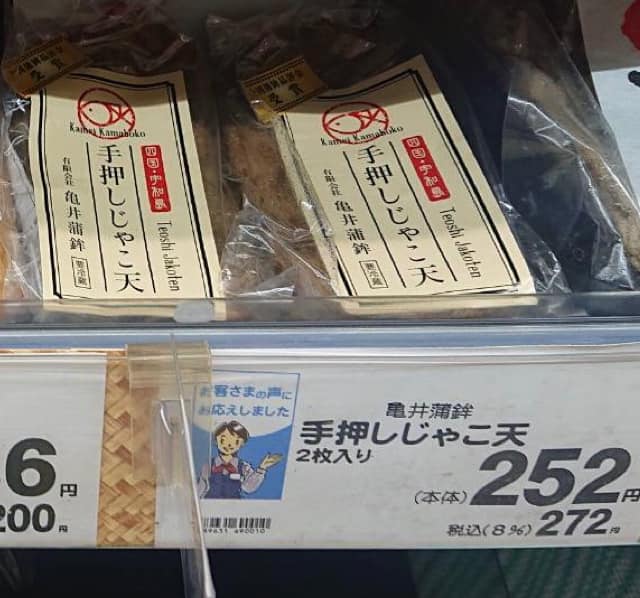 受賞
Kamei Kamaboko
四国・宇和島
Teoshi Jakoten
手押しじゃこ天
有限会社 亀井蒲鉾
要冷蔵
受賞
Kamei Kamaboko
四国・宇和島
Teoshi Jakoten
手押しじゃこ天
有限会社 亀井蒲鉾
要冷蔵
6円
200円
お客さまの声に
お応えしました
亀井蒲鉾
手押しじゃこ天
2枚入り
(本体)252円
税込(8%)272円